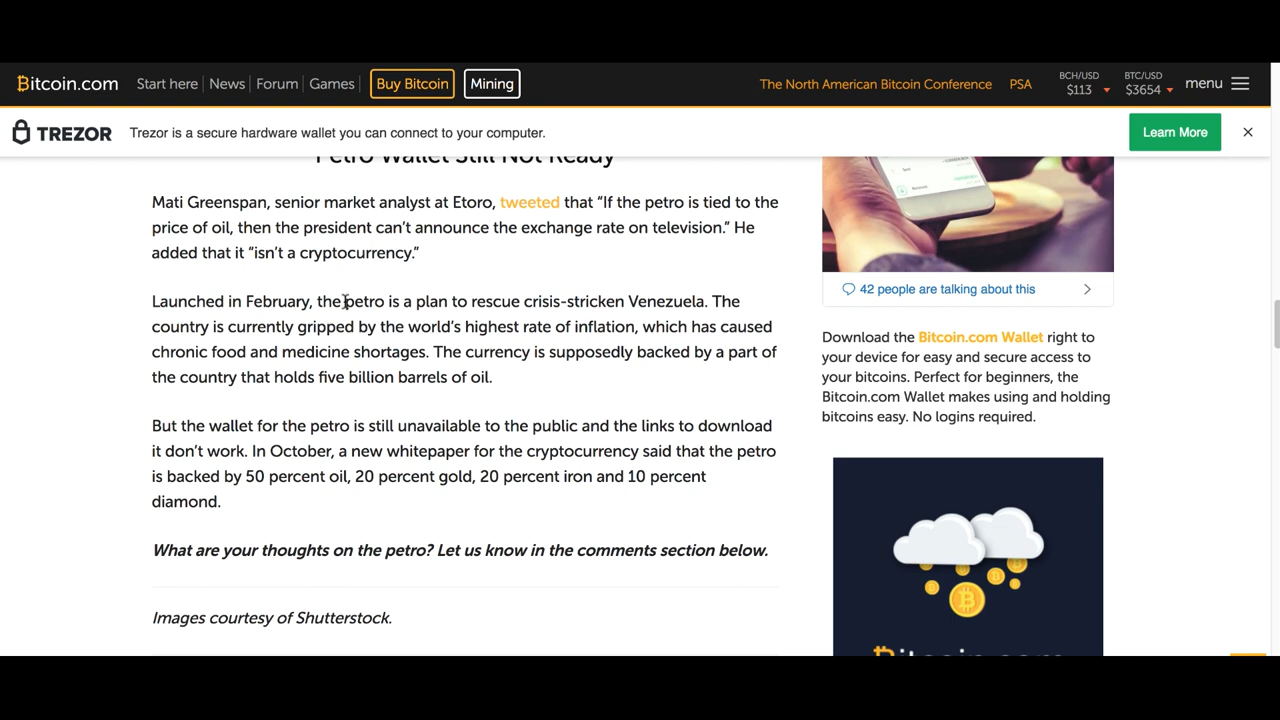 Bitcoin.com Start here News Forum Games Buy Bitcoin Mining The North American Bitcoin Conference PSA BCH/USD $113 BTC/USD $3654 menu
TREZOR Trezor is a secure hardware wallet you can connect to your computer. Learn More
Petro Wallet Still Not Ready
Mati Greenspan, senior market analyst at Etoro, tweeted that “If the petro is tied to the
price of oil, then the president can’t announce the exchange rate on television.” He
added that it “isn’t a cryptocurrency.”
Launched in February, the petro is a plan to rescue crisis-stricken Venezuela. The
country is currently gripped by the world’s highest rate of inflation, which has caused
chronic food and medicine shortages. The currency is supposedly backed by a part of
the country that holds five billion barrels of oil.
But the wallet for the petro is still unavailable to the public and the links to download
it don’t work. In October, a new whitepaper for the cryptocurrency said that the petro
is backed by 50 percent oil, 20 percent gold, 20 percent iron and 10 percent
diamond.
What are your thoughts on the petro? Let us know in the comments section below.
Images courtesy of Shutterstock.
42 people are talking about this
Download the Bitcoin.com Wallet right to
your device for easy and secure access to
your bitcoins. Perfect for beginners, the
Bitcoin.com Wallet makes using and holding
bitcoins easy. No logins required.
Bitcoin.com